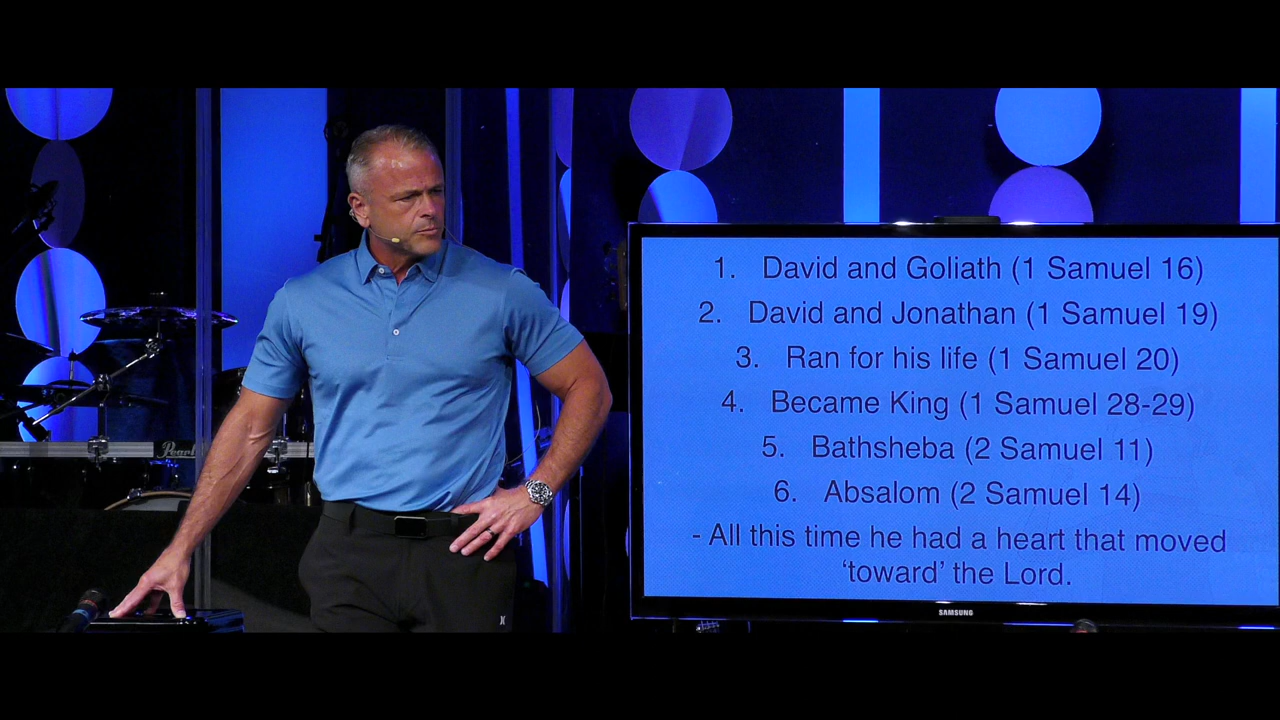 1. David and Goliath (1 Samuel 16)
2. David and Jonathan (1 Samuel 19)
3. Ran for his life (1 Samuel 20)
4. Became King (1 Samuel 28-29)
5. Bathsheba (2 Samuel 11)
6. Absalom (2 Samuel 14)
- All this time he had a heart that moved
‘toward’ the Lord.
SAMSUNG
Pearl